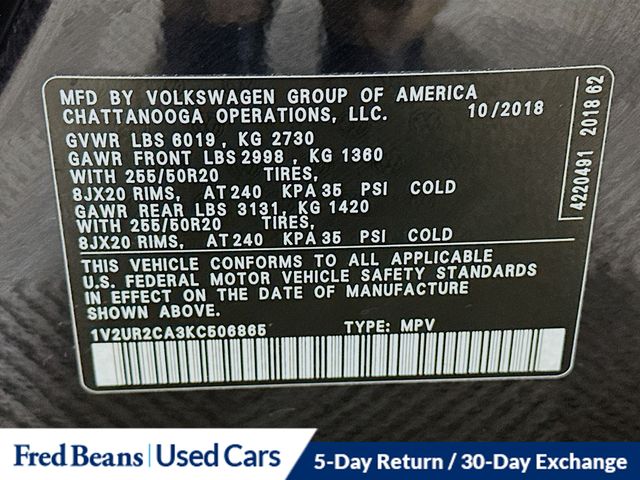 MFD BY VOLKSWAGEN GROUP OF AMERICA
CHATTANOOGA OPERATIONS, LLC. 10/2018
GVWR LBS 6019, KG 2730
GAWR FRONT LBS 2998, KG 1360
WITH 255/50R20 TIRES,
8JX20 RIMS, AT 240 KPA 35 PSI COLD
GAWR REAR LBS 3131, KG 1420
WITH 255/50R20 TIRES,
8JX20 RIMS, AT 240 KPA 35 PSI COLD
THIS VEHICLE CONFORMS TO ALL APPLICABLE
U.S. FEDERAL MOTOR VEHICLE SAFETY STANDARDS
IN EFFECT ON THE DATE OF MANUFACTURE
SHOWN ABOVE.
1V2UR2CA3KC506865 TYPE: MPV
4220491 2018 62
Fred Beans | Used Cars
5-Day Return / 30-Day Exchange